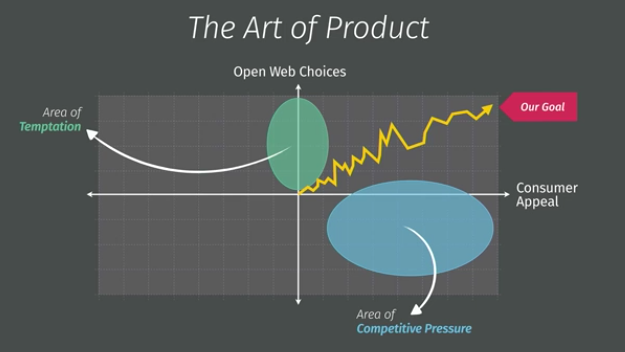 The Art of Product
Open Web Choices
Area of
Temptation
Our Goal
Consumer
Appeal
Area of
Competitive Pressure